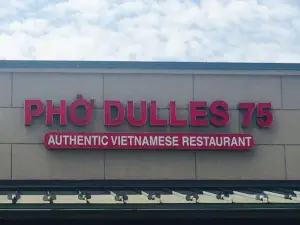 PHỞ DULLES 75
AUTHENTIC VIETNAMESE RESTAURANT